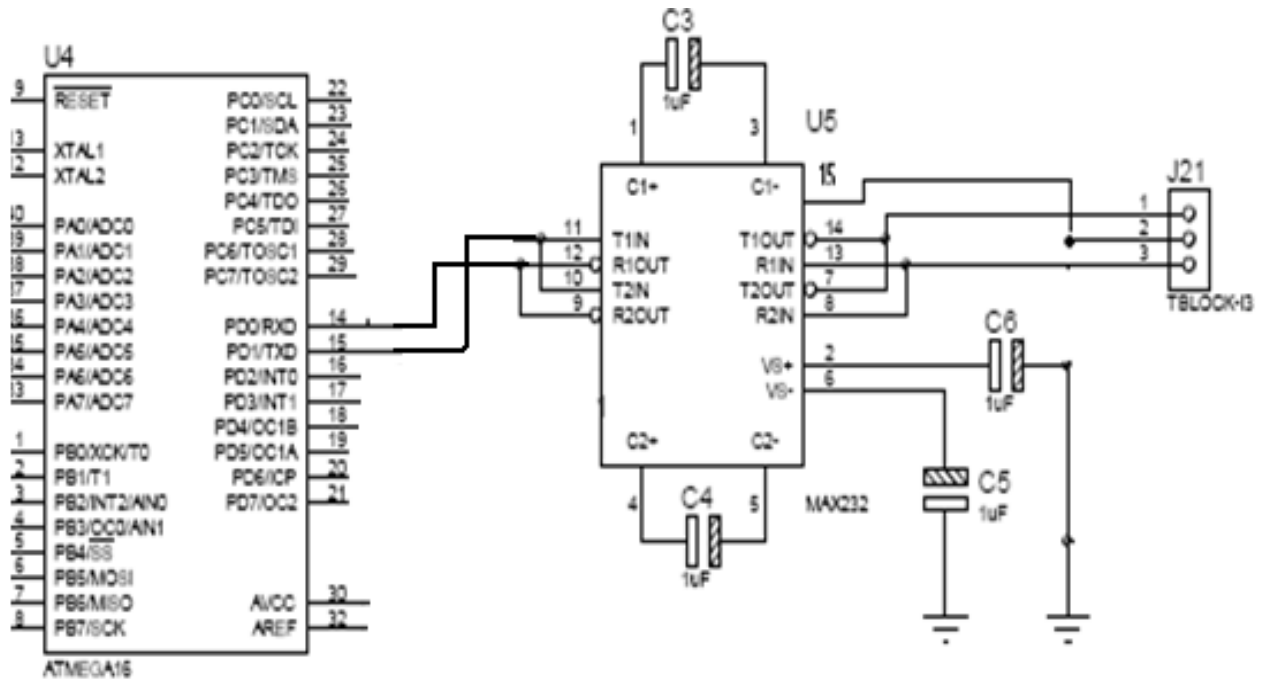 U4
9
RESET
PC0/SCL
22
PC1/SDA
23
XTAL1
PC2/TCK
24
XTAL2
PC3/TMS
25
PC4/TDO
26
PA0/ADC0
PC5/TDI
27
PA1/ADC1
PC6/TOSC1
28
PA2/ADC2
PC7/TOSC2
29
PA3/ADC3
PA4/ADC4
PD0/RXD
14
PA5/ADC5
PD1/TXD
15
PA6/ADC6
PD2/INT0
16
PA7/ADC7
PD3/INT1
17
PD4/OC1B
18
1
PB0/XCK/T0
PD5/OC1A
19
2
PB1/T1
PD6/ICP
20
3
PB2/INT2/AIN0
PD7/OC2
21
4
PB3/OC0/AIN1
5
PB4/SS
6
PB5/MOSI
7
PB6/MISO
AVCC
30
8
PB7/SCK
AREF
32
ATMEGA16
C3
1uF
1
3
U5
C1+
C1-
15
11
T1IN
T1OUT
14
12
R1OUT
R1IN
13
10
T2IN
T2OUT
7
9
R2OUT
R2IN
8
VS+
2
VS-
6
C2+
C2-
4
C4
5
MAX232
1uF
J21
1
2
3
TBLOCK-I3
C6
1uF
C5
1uF